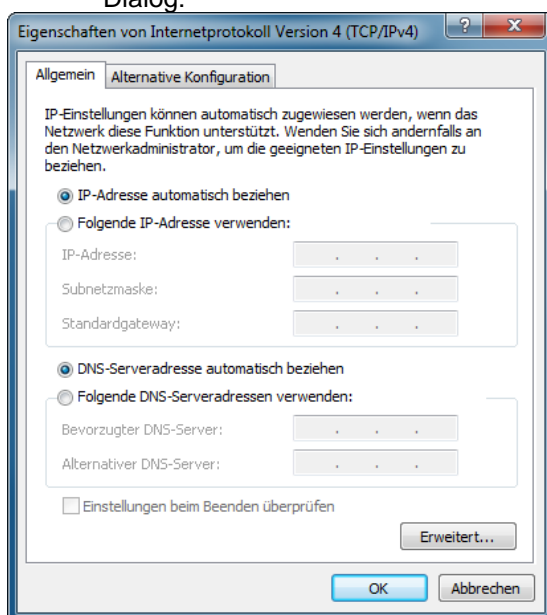 Dialog:
Eigenschaften von Internetprotokoll Version 4 (TCP/IPv4)
Allgemein
Alternative Konfiguration
IP-Einstellungen können automatisch zugewiesen werden, wenn das
Netzwerk diese Funktion unterstützt. Wenden Sie sich andernfalls an
den Netzwerkadministrator, um die geeigneten IP-Einstellungen zu
beziehen.
IP-Adresse automatisch beziehen
Folgende IP-Adresse verwenden:
IP-Adresse:
Subnetzmaske:
Standardgateway:
DNS-Serveradresse automatisch beziehen
Folgende DNS-Serveradressen verwenden:
Bevorzugter DNS-Server:
Alternativer DNS-Server:
Einstellungen beim Beenden überprüfen
Erweitert...
OK
Abbrechen